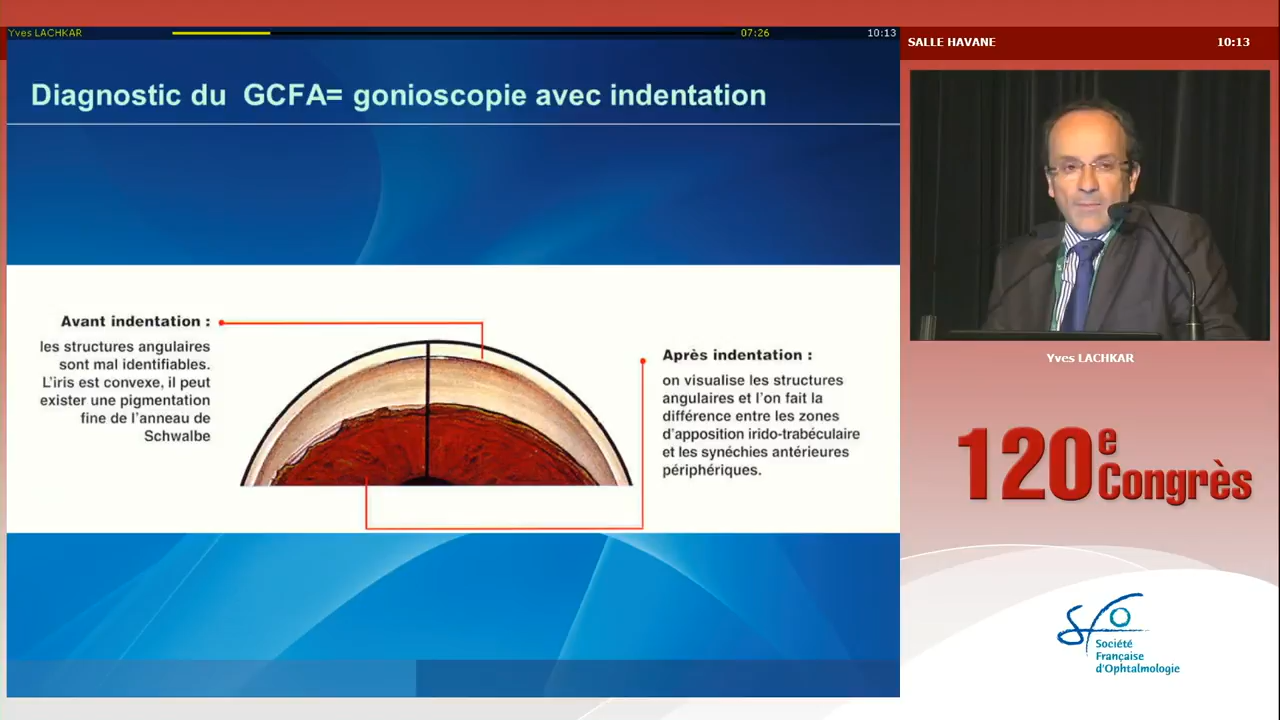 Yves LACHKAR
07:26
10:13
SALLE HAVANE
10:13
Diagnostic du  GCFA= gonioscopie avec indentation
Avant indentation :
les structures angulaires
sont mal identifiables.
L'iris est convexe, il peut
exister une pigmentation
fine de l'anneau de
Schwalbe
Après indentation :
on visualise les structures
angulaires et l'on fait la
différence entre les zones
d'apposition irido-trabéculaire
et les synéchies antérieures
périphériques.
Yves LACHKAR
120e
Congrès
sfo
Société
Française
d'Ophtalmologie